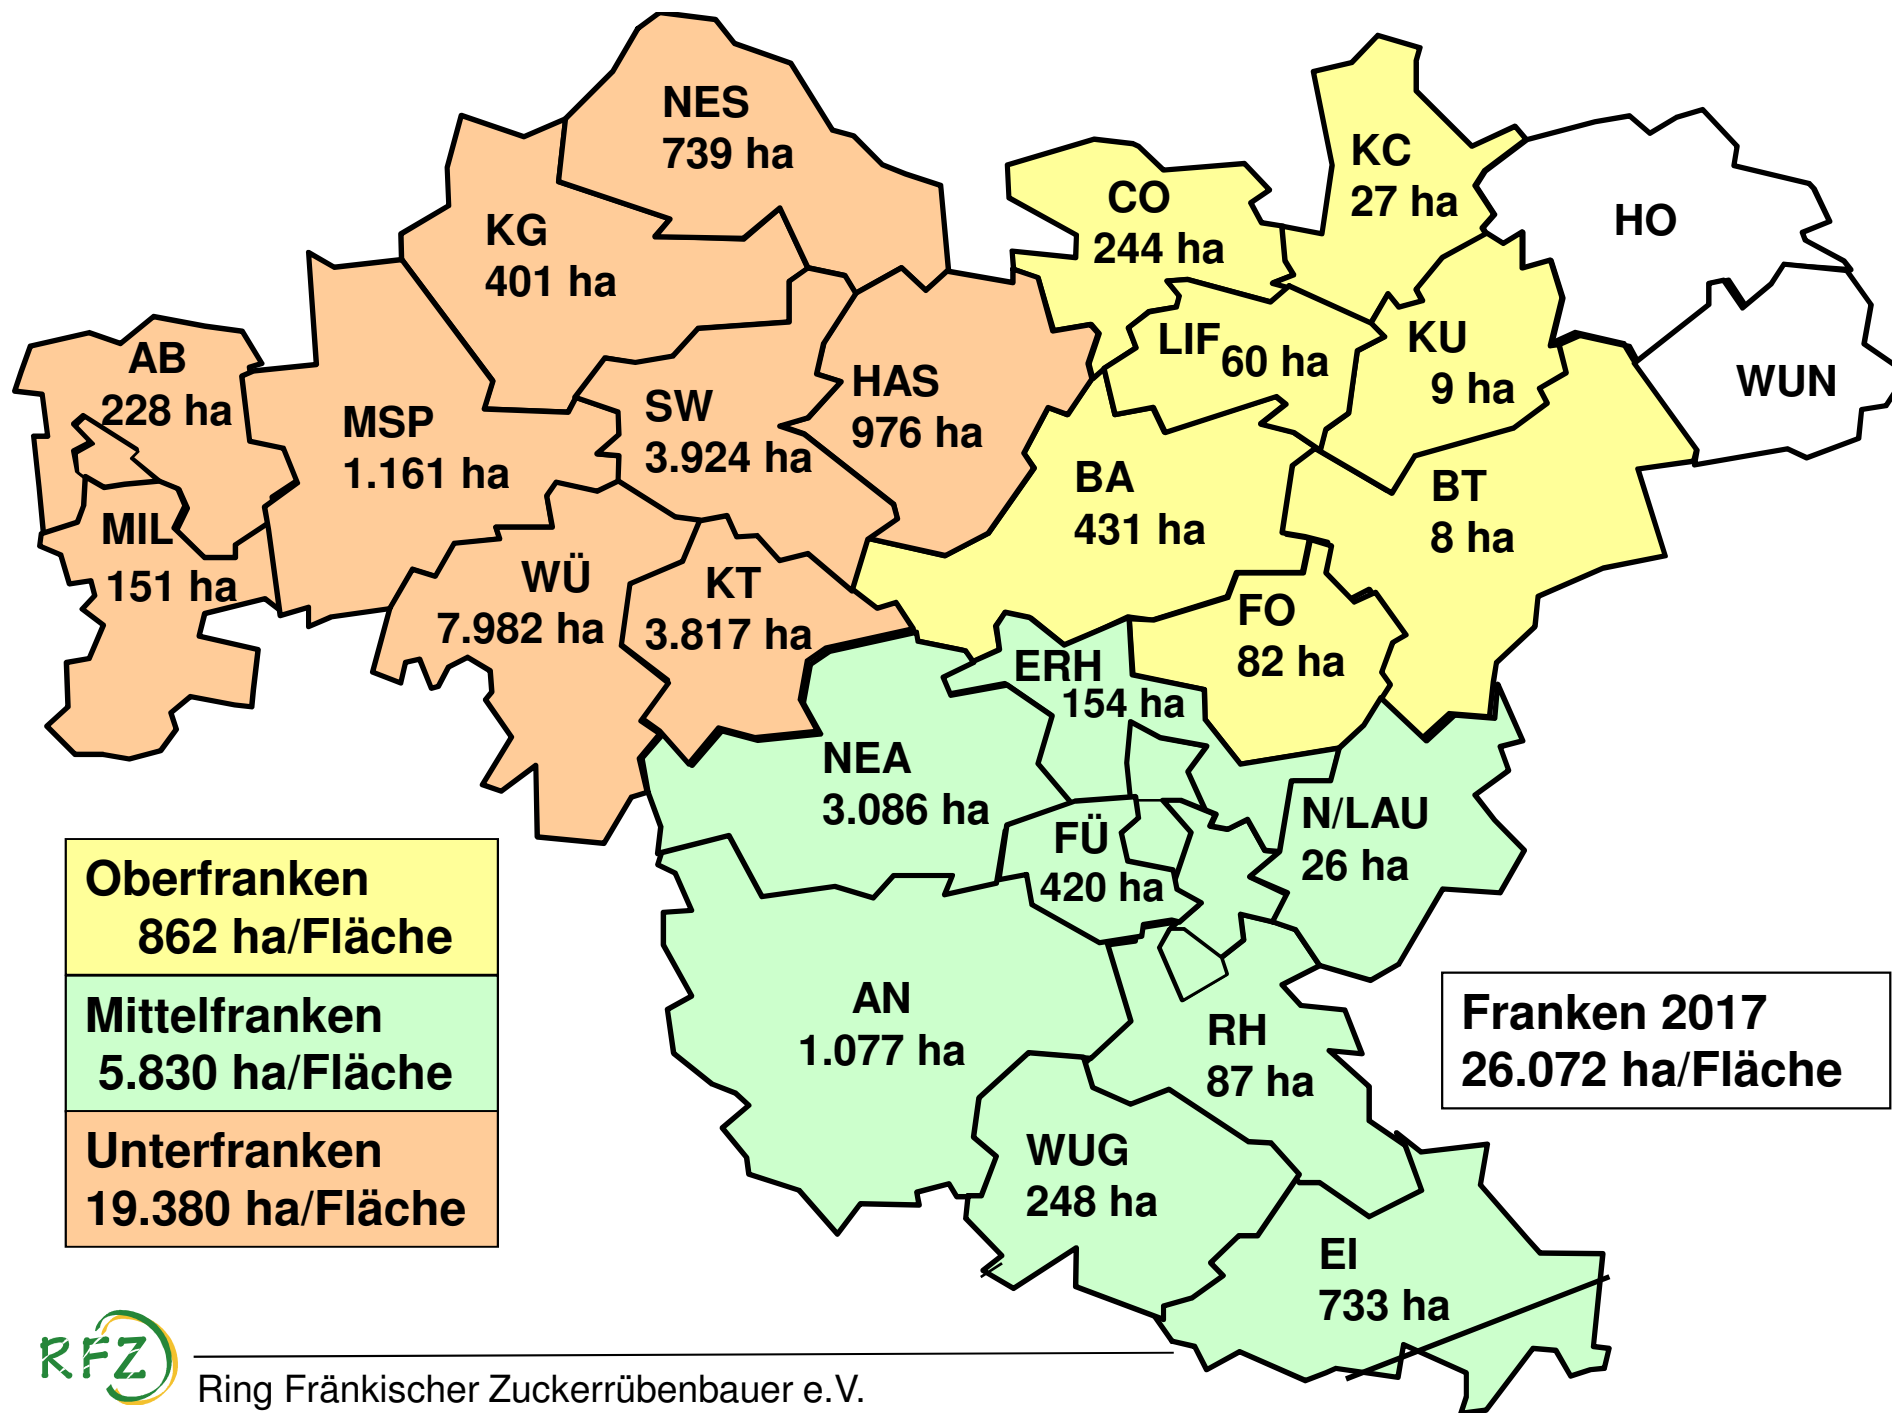 NES
739 ha
KG
401 ha
CO
244 ha
KC
27 ha
HO
WUN
AB
228 ha
MSP
1.161 ha
SW
3.924 ha
HAS
976 ha
LIF
60 ha
KU
9 ha
BA
431 ha
BT
8 ha
MIL
151 ha
WÜ
7.982 ha
KT
3.817 ha
FO
82 ha
ERH
154 ha
NEA
3.086 ha
FÜ
420 ha
N/LAU
26 ha
AN
1.077 ha
RH
87 ha
WUG
248 ha
EI
733 ha
Oberfranken
862 ha/Fläche
Mittelfranken
5.830 ha/Fläche
Unterfranken
19.380 ha/Fläche
Franken 2017
26.072 ha/Fläche
RFZ
Ring Fränkischer Zuckerrübenbauer e.V.